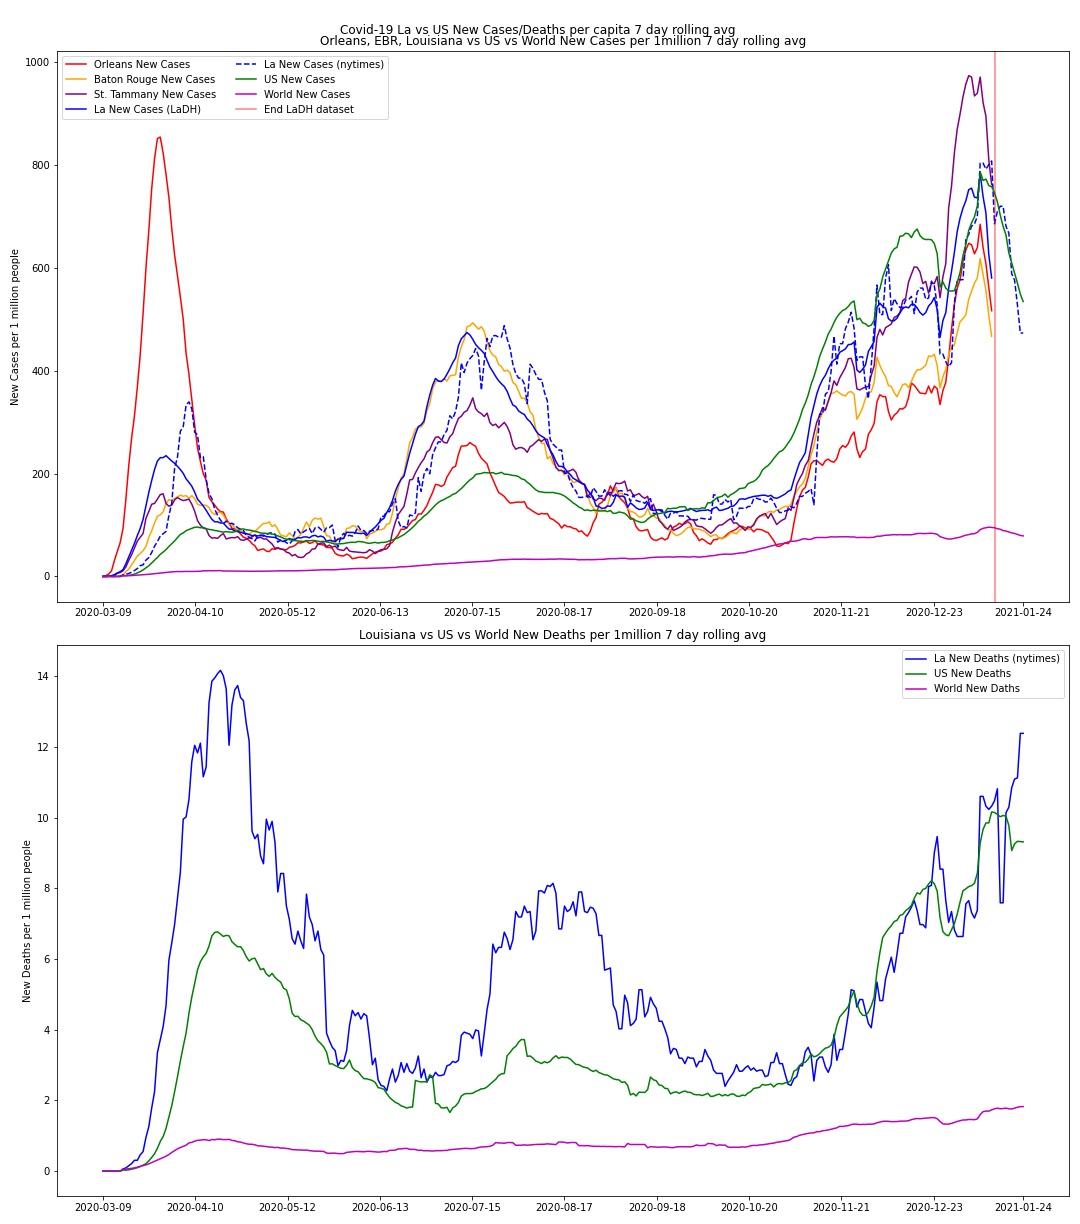 Covid-19 La vs US New Cases/Deaths per capita 7 day rolling avg
Orleans, EBR, Louisiana vs US vs World New Cases per 1million 7 day rolling avg
Orleans New Cases
Baton Rouge New Cases
St. Tammany New Cases
La New Cases (LaDH)
La New Cases (nytimes)
US New Cases
World New Cases
End LaDH dataset
New Cases per 1 million people
1000
800
600
400
200
0
2020-03-09 2020-04-10 2020-05-12 2020-06-13 2020-07-15 2020-08-17 2020-09-18 2020-10-20 2020-11-21 2020-12-23 2021-01-24
Louisiana vs US vs World New Deaths per 1million 7 day rolling avg
La New Deaths (nytimes)
US New Deaths
World New Daths
New Deaths per 1 million people
14
12
10
8
6
4
2
0
2020-03-09 2020-04-10 2020-05-12 2020-06-13 2020-07-15 2020-08-17 2020-09-18 2020-10-20 2020-11-21 2020-12-23 2021-01-24